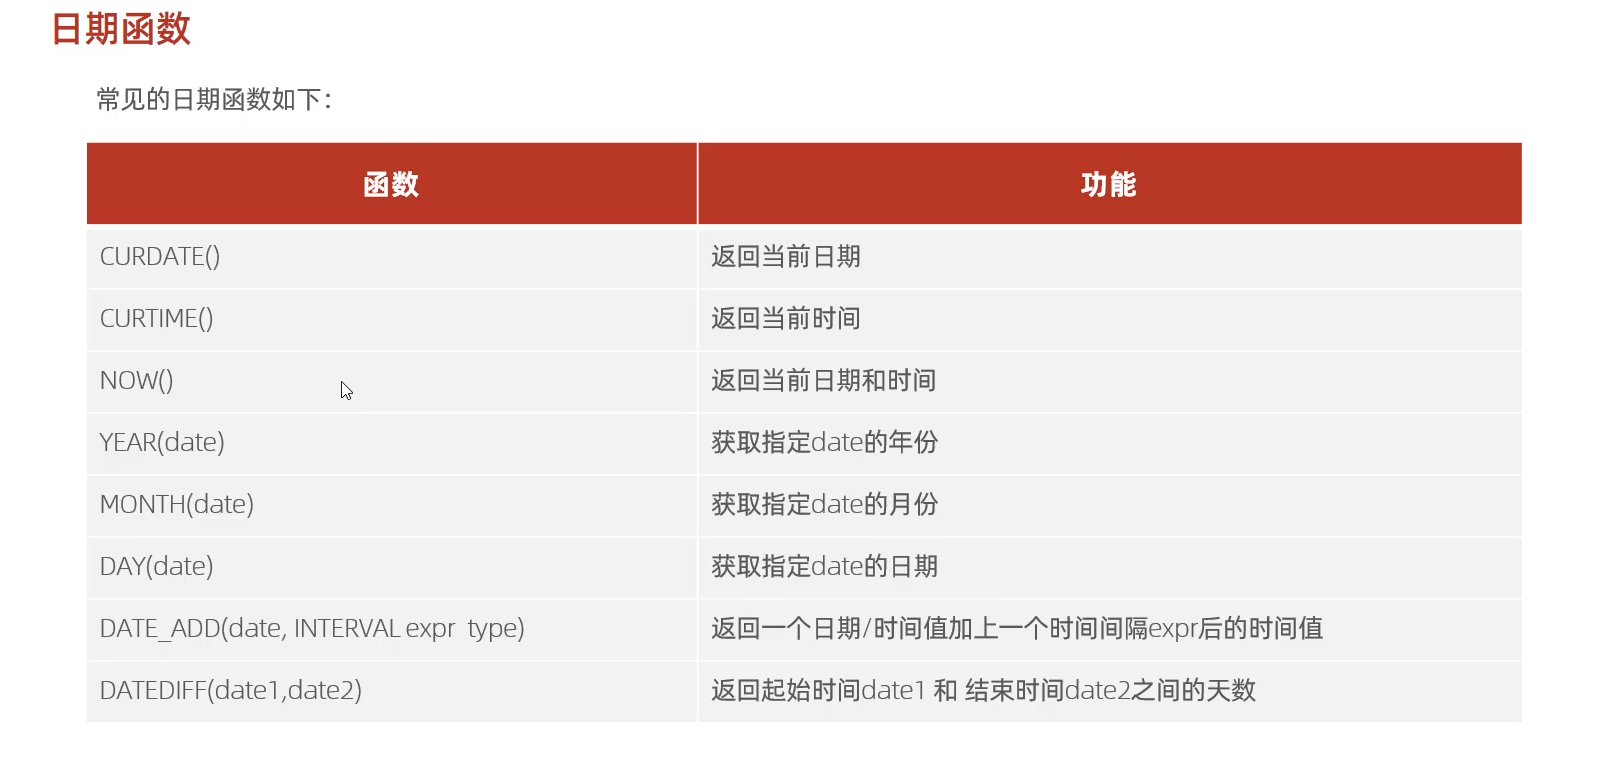 日期函数
常见的日期函数如下：
函数 功能
CURDATE() 返回当前日期
CURTIME() 返回当前时间
NOW() 返回当前日期和时间
YEAR(date) 获取指定date的年份
MONTH(date) 获取指定date的月份
DAY(date) 获取指定date的日期
DATE_ADD(date, INTERVAL expr type) 返回一个日期/时间值加上一个时间间隔expr后的时间值
DATEDIFF(date1,date2) 返回起始时间date1 和 结束时间date2之间的天数